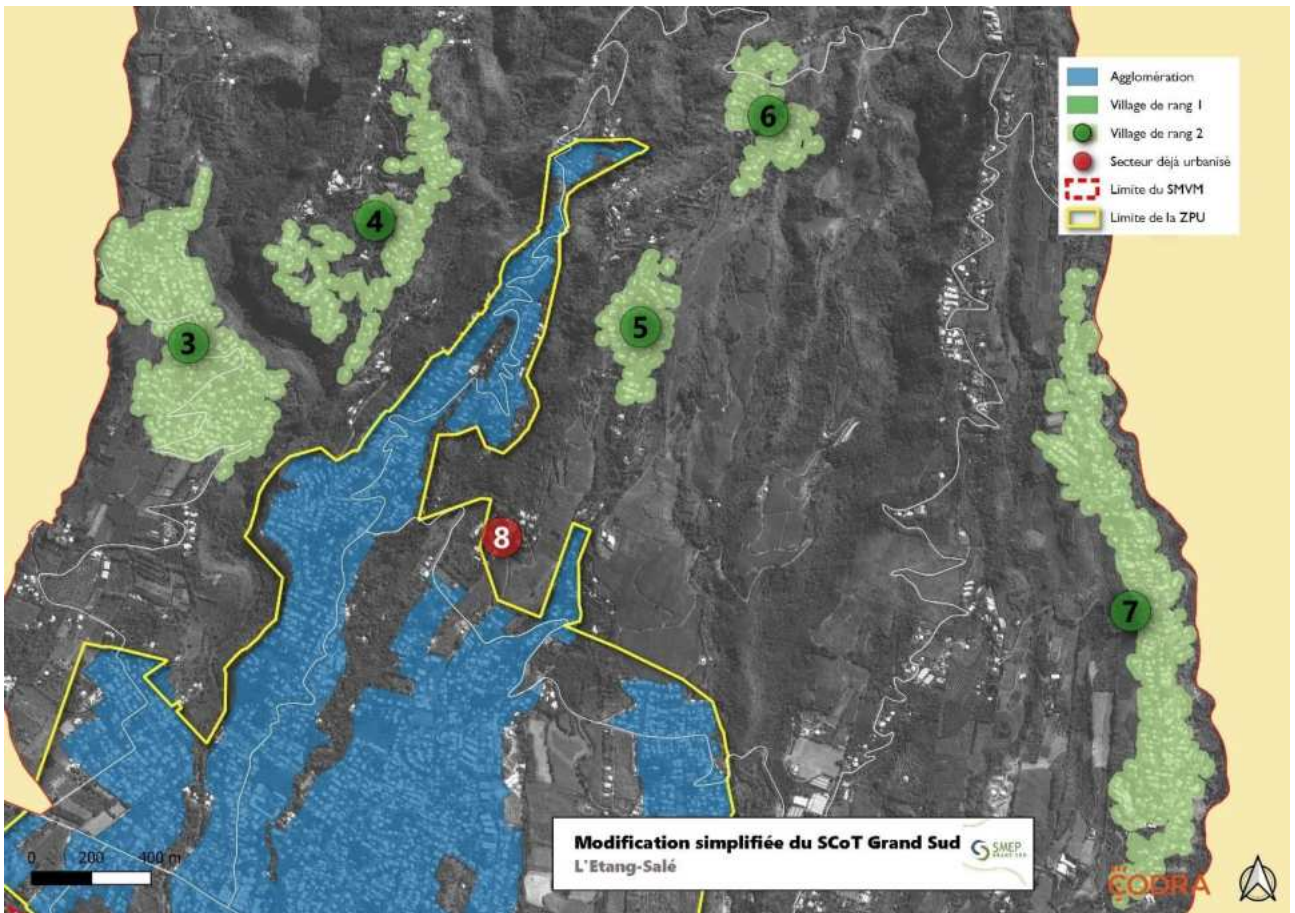 6
Agglomération
Village de rang 1
Village de rang 2
Secteur déjà urbanisé
Limite du SMVM
Limite de la ZPU
4
3
5
8
7
Modification simplifiée du SCoT Grand Sud
L'Etang-Salé
SMEP
GRAND SUD
0 200 400 m
CODRA